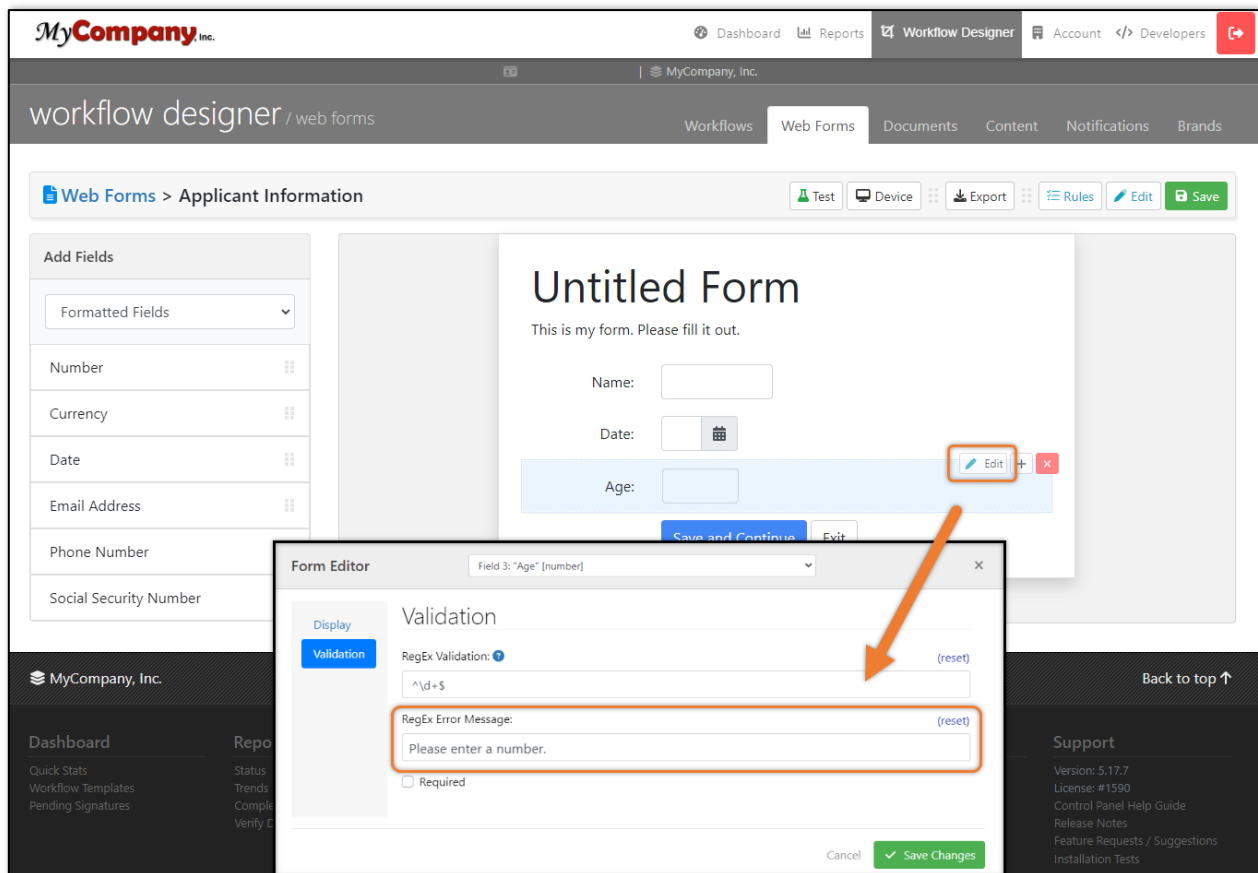 MyCompany, Inc.
Dashboard Reports Workflow Designer Account </> Developers
| MyCompany, Inc.
workflow designer / web forms
Workflows Web Forms Documents Content Notifications Brands
Web Forms > Applicant Information
Test Device Export Rules Edit Save
Add Fields
Formatted Fields
Number
Currency
Date
Email Address
Phone Number
Social Security Number
Untitled Form
This is my form. Please fill it out.
Name:
Date:
Edit
Age:
Save and Continue Exit
Form Editor Field 3: "Age" [number] ×
Display
Validation
Validation
RegEx Validation: (reset)
^\d+$
RegEx Error Message: (reset)
Please enter a number.
Required
Cancel Save Changes
MyCompany, Inc.
Back to top
Dashboard
Quick Stats
Workflow Templates
Pending Signatures
Status
Trends
Support
Version: 5.17.7
License: #1590
Control Panel Help Guide
Release Notes
Feature Requests / Suggestions
Installation Tests